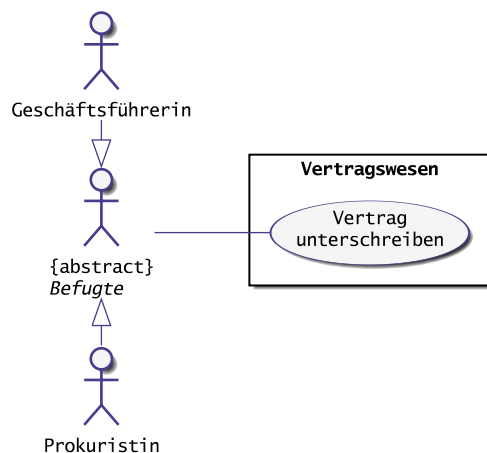 Geschäftsführerin
Vertragswesen
Vertrag
unterschreiben
{abstract}
Befugte
Prokuristin